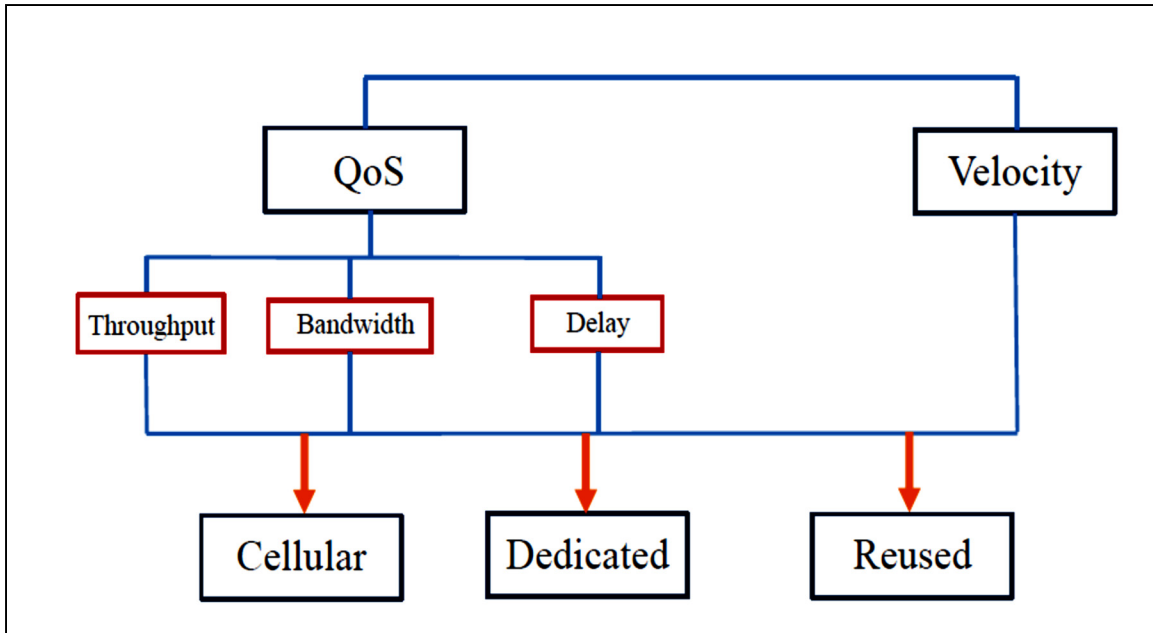 QoS
Velocity
Throughput
Bandwidth
Delay
Cellular
Dedicated
Reused